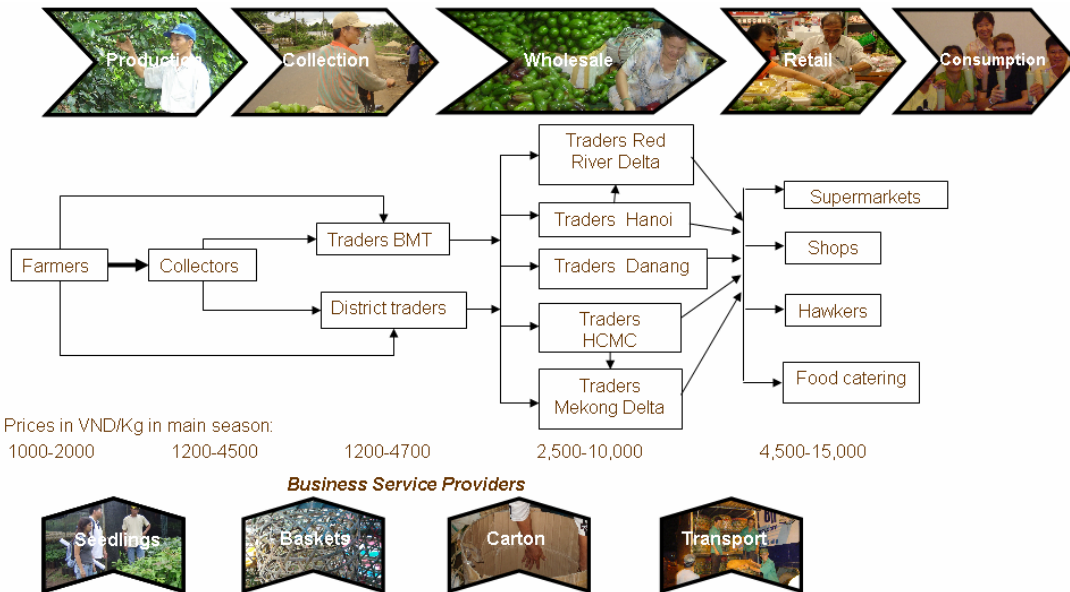 Production
Collection
Wholesale
Retail
Consumption
Traders Red
River Delta
Supermarkets
Traders Hanoi
Traders BMT
Shops
Farmers
Collectors
Traders Danang
District traders
Hawkers
Traders
HCMC
Food catering
Traders
Mekong Delta
Prices in VND/Kg in main season:
1000-2000 1200-4500 1200-4700 2,500-10,000 4,500-15,000
Business Service Providers
Seedlings
Baskets
Carton
Transport